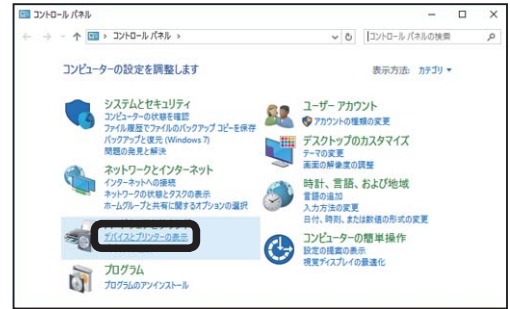 コントロール パネル
コントロール パネル
コントロール パネルの検索
コンピューターの設定を調整します
表示方法: カテゴリ
システムとセキュリティ
コンピューターの状態を確認
ファイル履歴でファイルのバックアップ コピーを保存
バックアップと復元 (Windows 7)
問題の発見と解決
ネットワークとインターネット
インターネットへの接続
ネットワークの状態とタスクの表示
ホームグループと共有に関するオプションの選択
デバイスとプリンターの表示
プログラム
プログラムのアンインストール
ユーザー アカウント
アカウントの種類の変更
デスクトップのカスタマイズ
テーマの変更
画面の解像度の調整
時計、言語、および地域
言語の追加
入力方法の変更
日付、時刻、または数値の形式の変更
コンピューターの簡単操作
設定の提案の表示
視覚ディスプレイの最適化